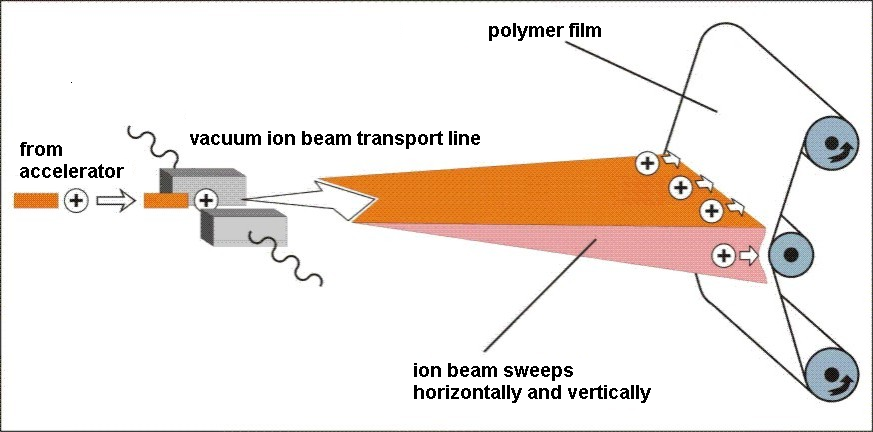 polymer film
vacuum ion beam transport line
from
accelerator
ion beam sweeps
horizontally and vertically